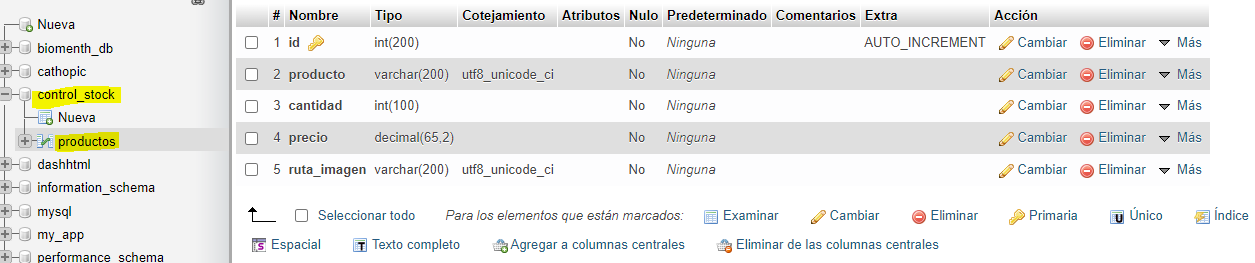 Nueva
biomenth_db
cathopic
control_stock
Nueva
productos
dashhtml
information_schema
mysql
my_app
performance_schema
# Nombre Tipo Cotejamiento Atributos Nulo Predeterminado Comentarios Extra Acción
1 id int(200) No Ninguna AUTO_INCREMENT Cambiar Eliminar Más
2 producto varchar(200) utf8_unicode_ci No Ninguna Cambiar Eliminar Más
3 cantidad int(100) No Ninguna Cambiar Eliminar Más
4 precio decimal(65,2) No Ninguna Cambiar Eliminar Más
5 ruta_imagen varchar(200) utf8_unicode_ci No Ninguna Cambiar Eliminar Más
Seleccionar todo Para los elementos que están marcados: Examinar Cambiar Eliminar Primaria Único Índice
Espacial Texto completo Agregar a columnas centrales Eliminar de las columnas centrales